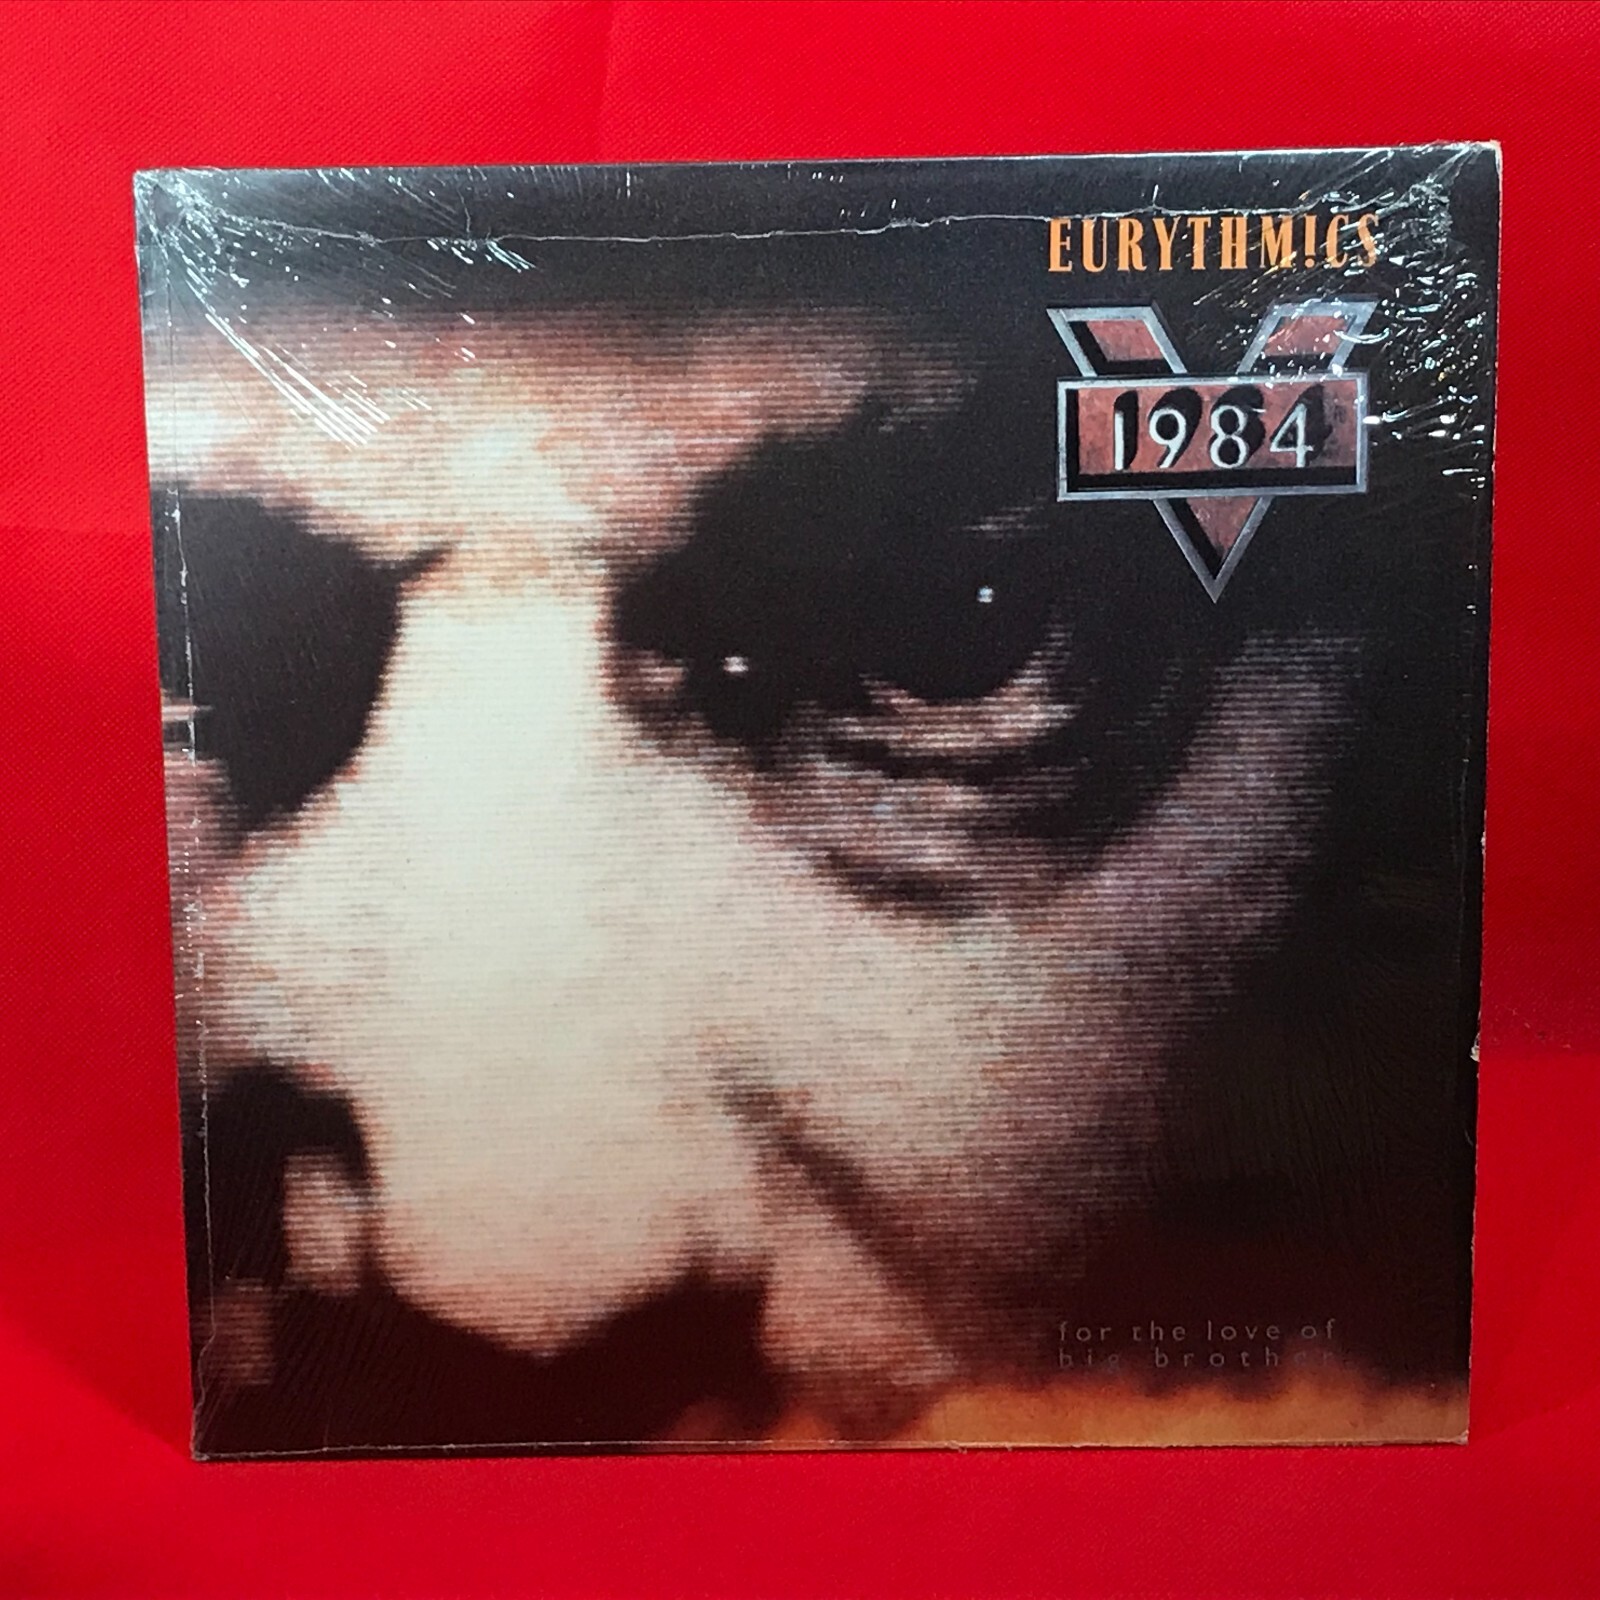 EURYTHM!CS
1984
for the love of
big brother